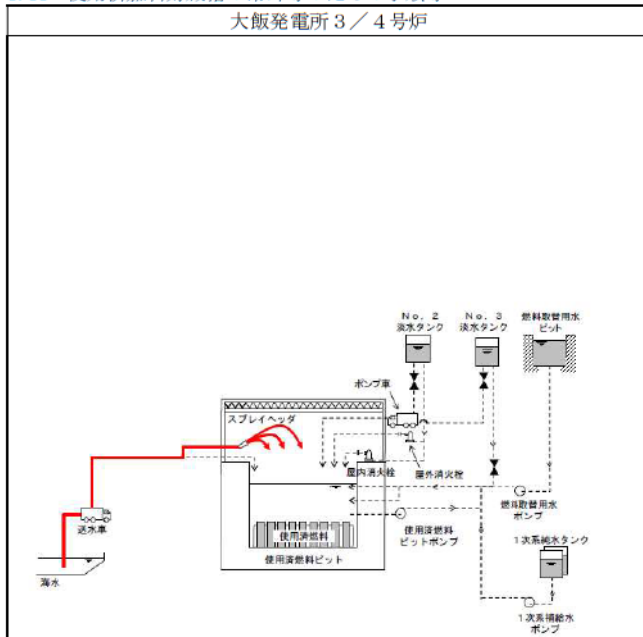 大飯発電所3/4号炉
No.2
淡水タンク
No.3
淡水タンク
燃料取替用水
ピット
ポンプ車
スプレイヘッダ
屋内消火栓
屋外消火栓
燃料取替用水
ポンプ
使用済燃料
ピットポンプ
送水車
使用済燃料
使用済燃料ピット
海水
1次系純水タンク
1次系補給水
ポンプ